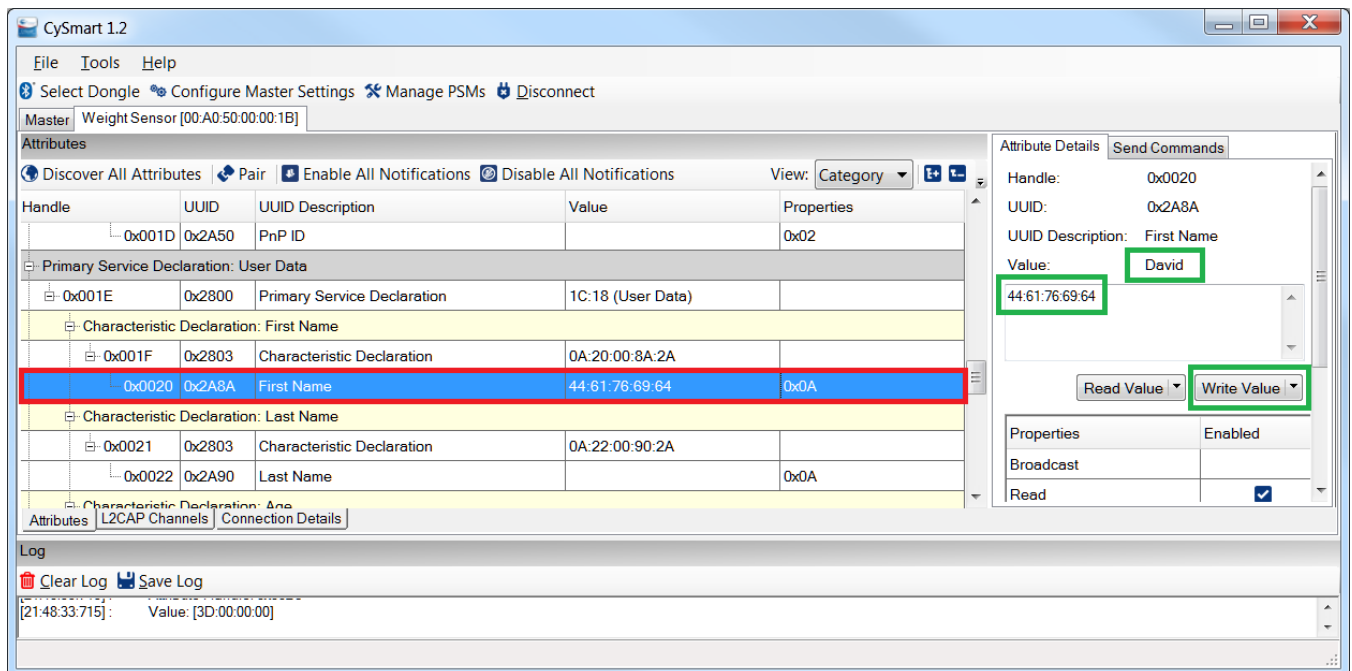 CySmart 1.2
File Tools Help
Select Dongle Configure Master Settings Manage PSMs Disconnect
Master Weight Sensor [00:A0:50:00:00:1B]
Attributes
Discover All Attributes Pair Enable All Notifications Disable All Notifications View: Category
Handle UUID UUID Description Value Properties
0x001D 0x2A50 PnP ID 0x02
Primary Service Declaration: User Data
0x001E 0x2800 Primary Service Declaration 1C:18 (User Data)
Characteristic Declaration: First Name
0x001F 0x2803 Characteristic Declaration 0A:20:00:8A:2A
0x0020 0x2A8A First Name 44:61:76:69:64 0x0A
Characteristic Declaration: Last Name
0x0021 0x2803 Characteristic Declaration 0A:22:00:90:2A
0x0022 0x2A90 Last Name 0x0A
Characteristic Declaration: Age
Attributes L2CAP Channels Connection Details
Attribute Details Send Commands
Handle: 0x0020
UUID: 0x2A8A
UUID Description: First Name
Value: David
44:61:76:69:64
Read Value Write Value
Properties Enabled
Broadcast
Read
Log
Clear Log Save Log
[21:48:33:715] : Value: [3D:00:00:00]